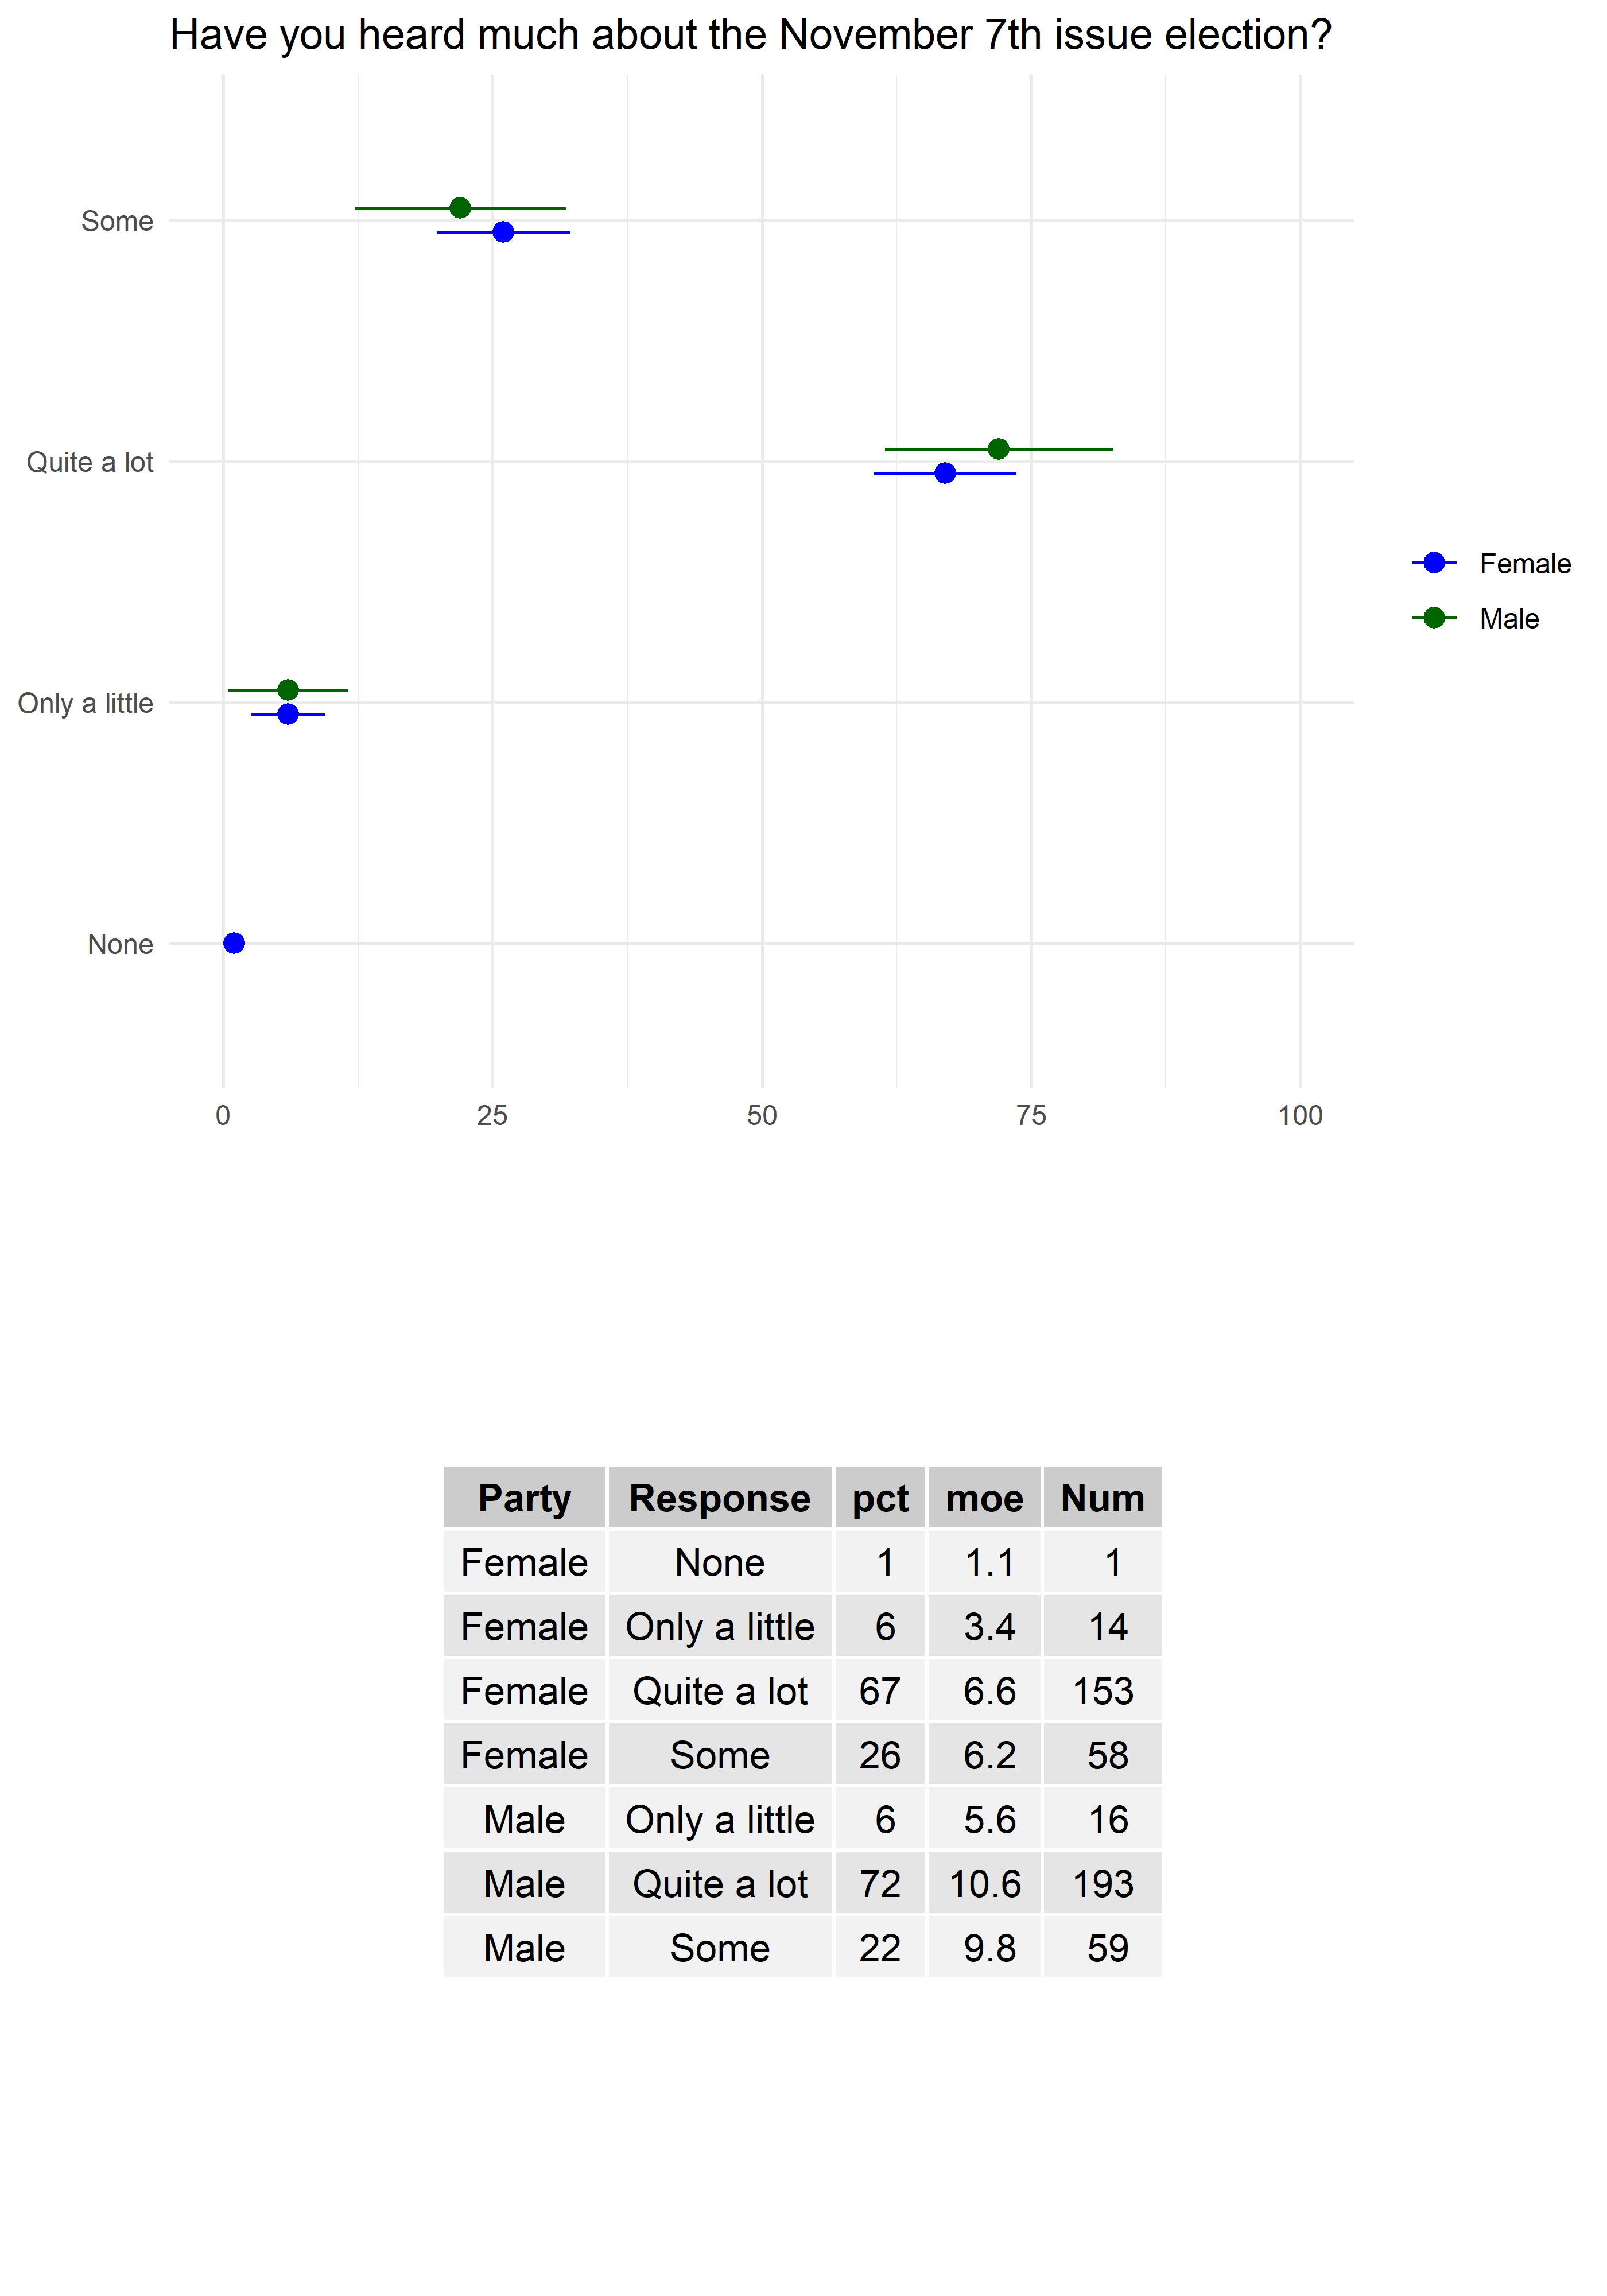 Have you heard much about the November 7th issue election?
Some
Quite a lot
Only a little
None
0 25 50 75 100
Female
Male
Party Response pct moe Num
Female None 1 1.1 1
Female Only a little 6 3.4 14
Female Quite a lot 67 6.6 153
Female Some 26 6.2 58
Male Only a little 6 5.6 16
Male Quite a lot 72 10.6 193
Male Some 22 9.8 59